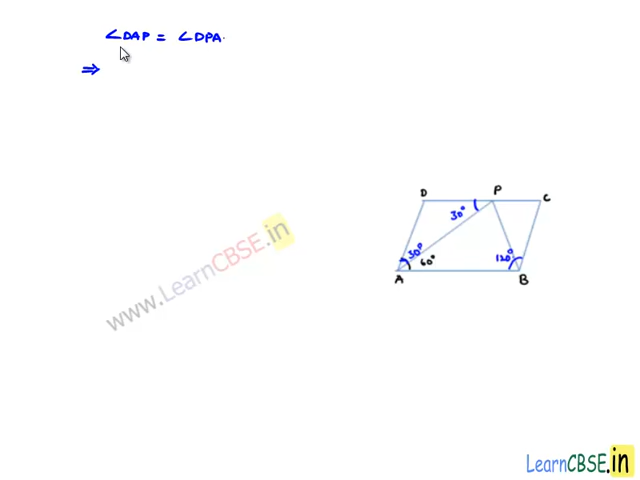 ∠DAP = ∠DPA.
⇒
D P C
30°
30°
60°
120°
A B
www.LearnCBSE.in
LearnCBSE.in